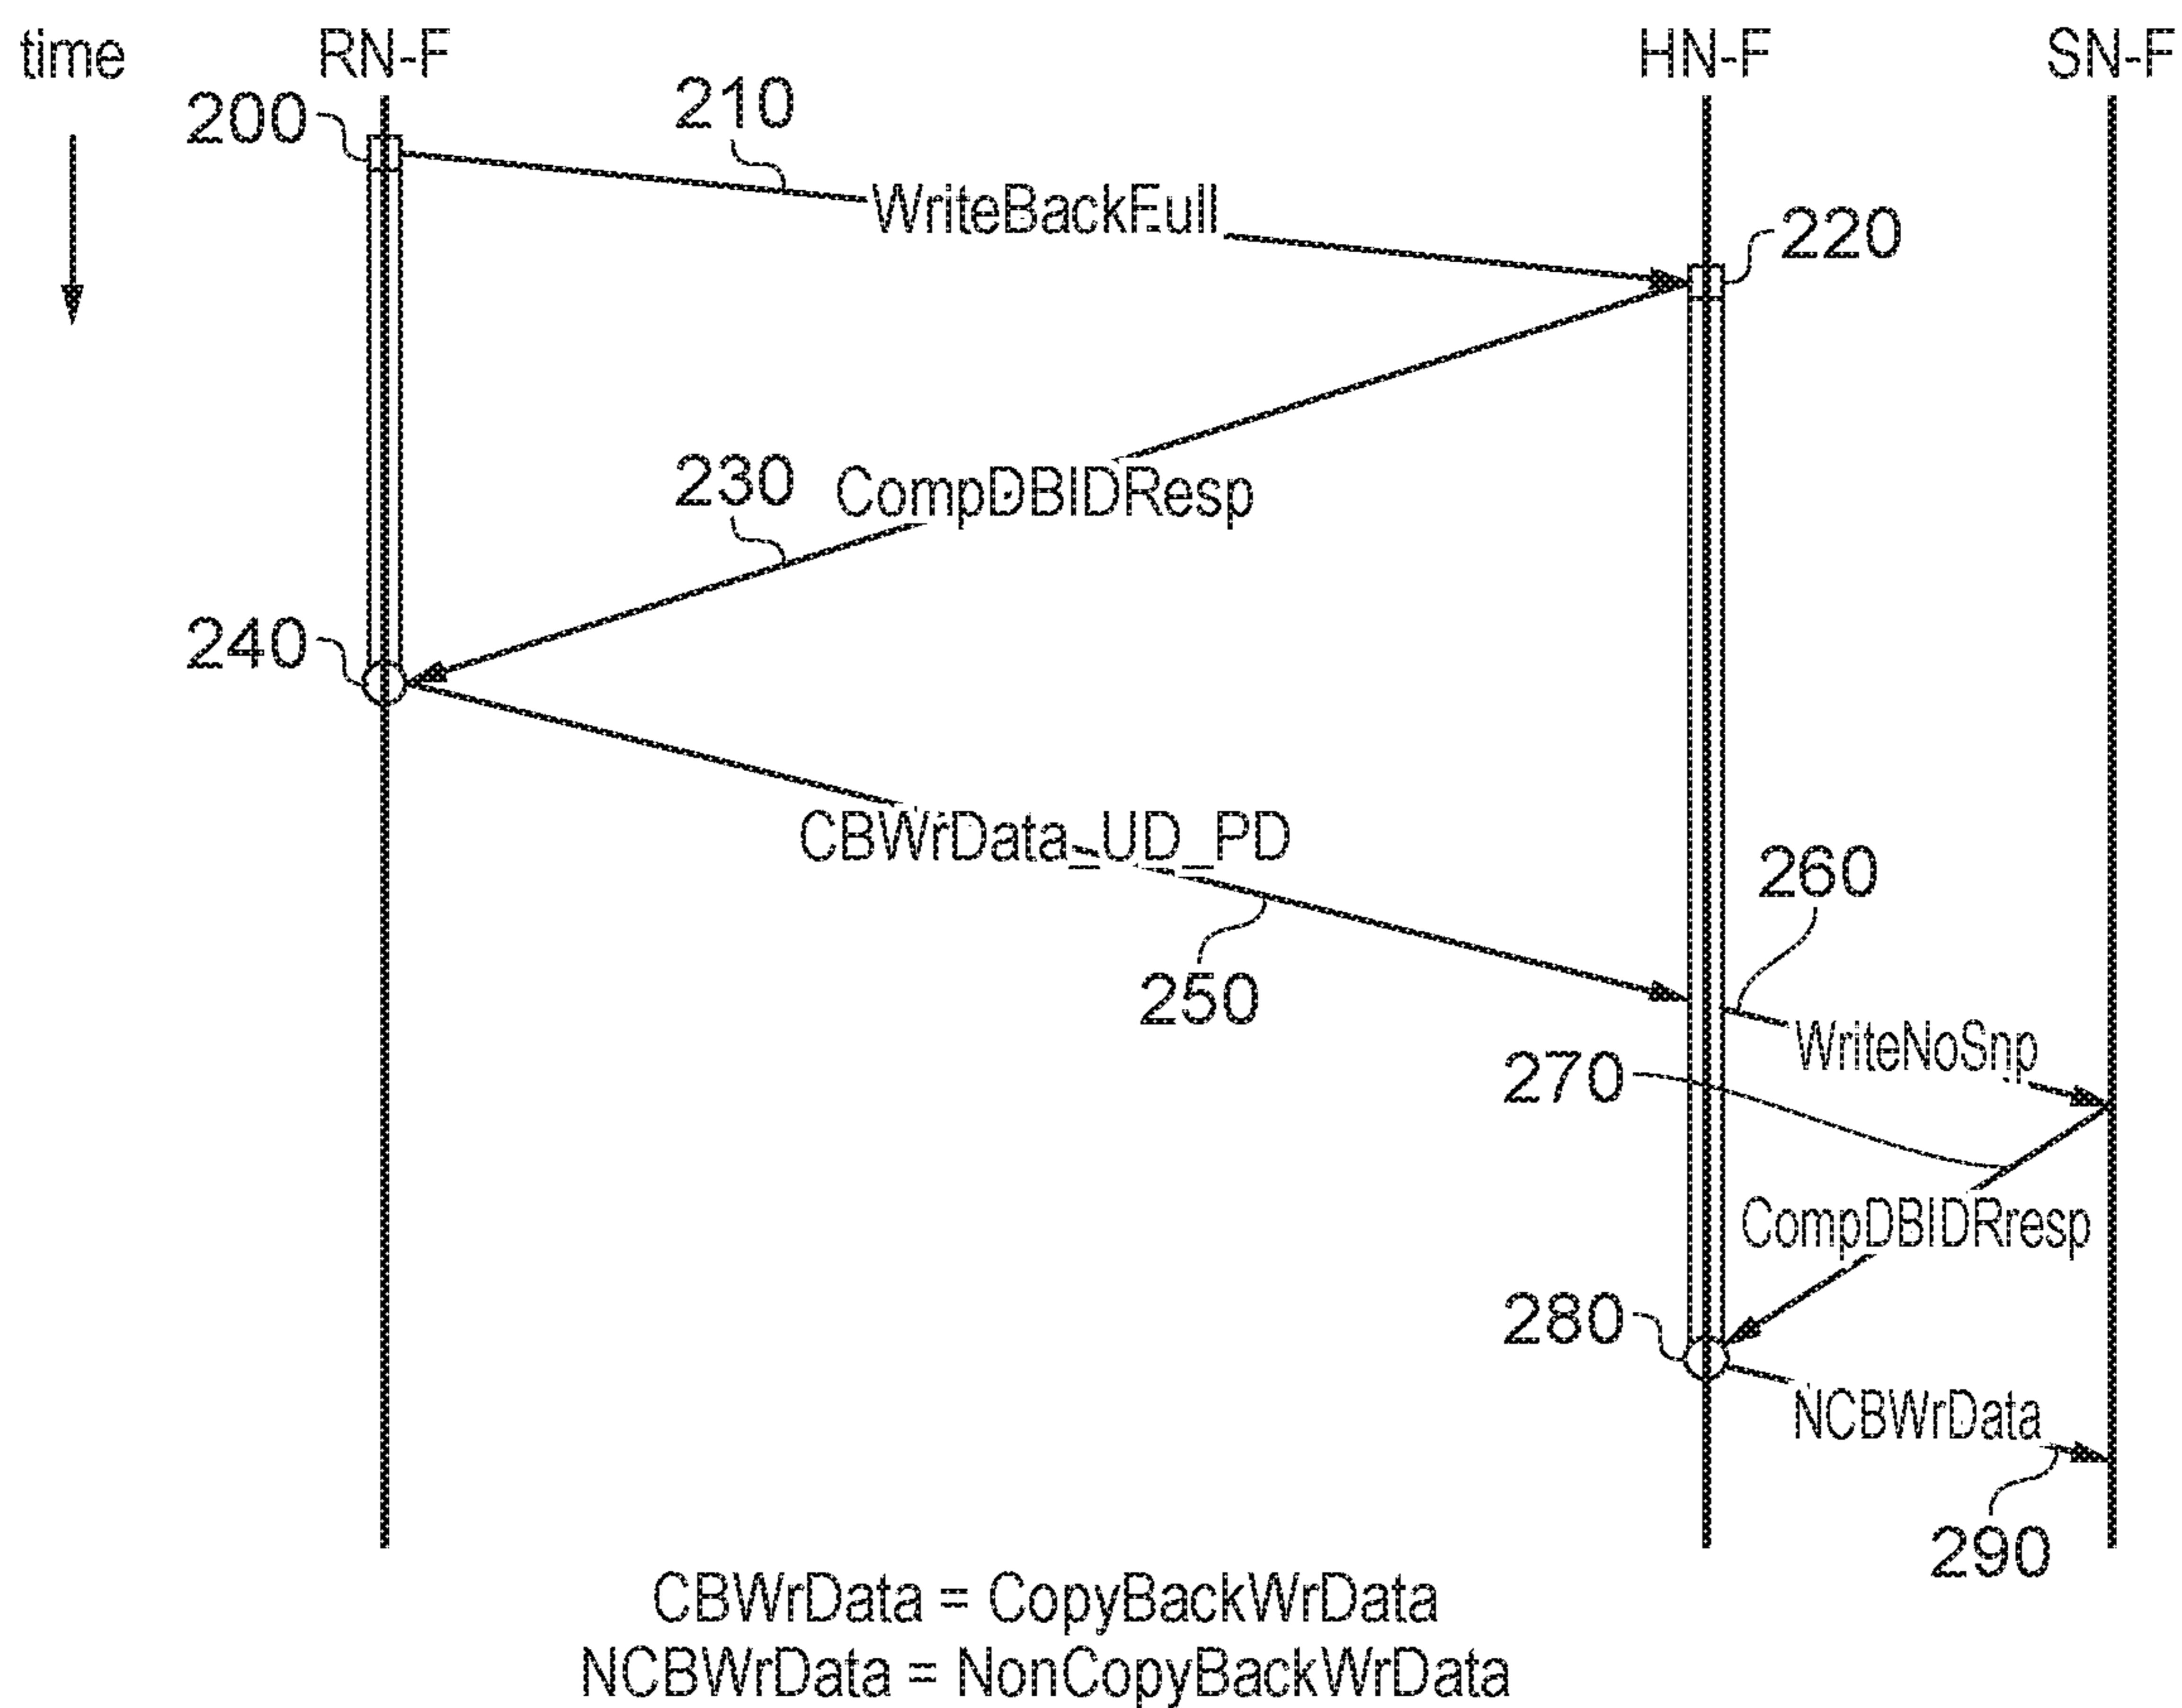 time RN-F HN-F SN-F
200 210
WriteBackFull 220
230 CompDBIDResp
240
CBWrData_UD_PD 260
250
WriteNoSnp
270
CompDBIDRresp
280
NCBWrData
290
CBWrData = CopyBackWrData
NCBWrData = NonCopyBackWrData